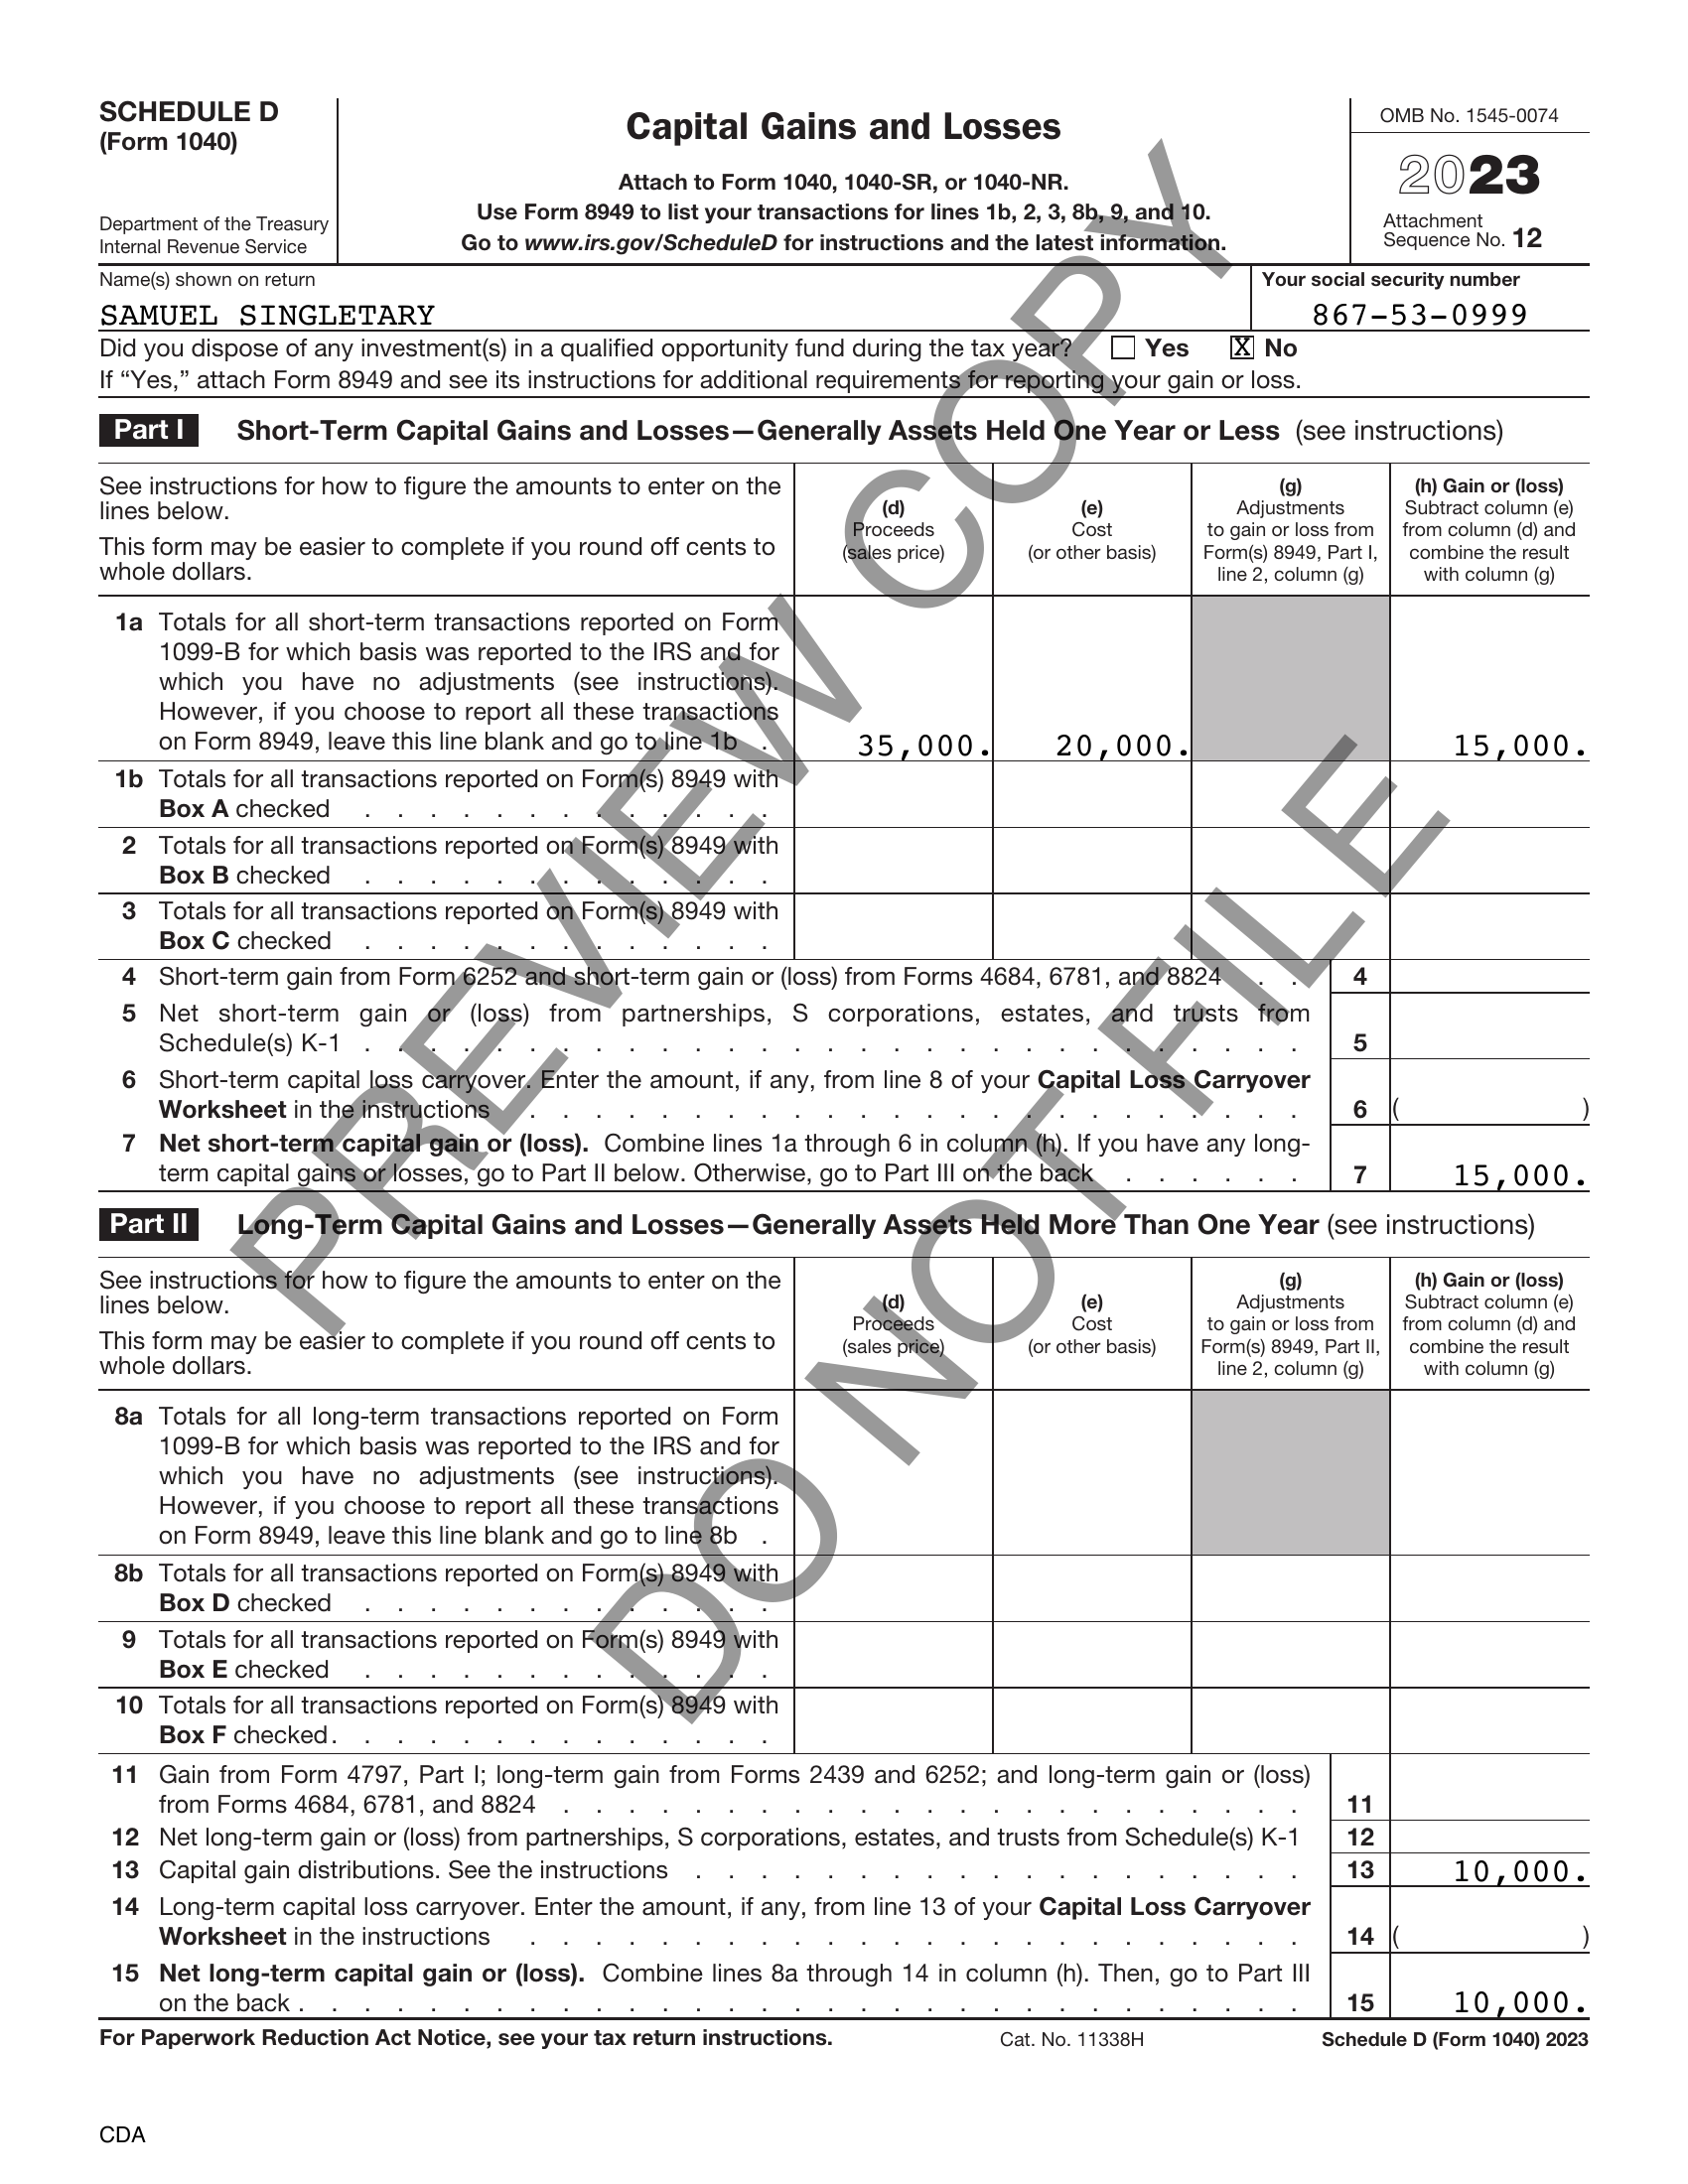 SCHEDULE D
(Form 1040)
Department of the Treasury
Internal Revenue Service
Capital Gains and Losses
Attach to Form 1040, 1040-SR, or 1040-NR.
Use Form 8949 to list your transactions for lines 1b, 2, 3, 8b, 9, and 10.
Go to www.irs.gov/ScheduleD for instructions and the latest information.
OMB No. 1545-0074
2023
Attachment
Sequence No. 12
Name(s) shown on return
SAMUEL SINGLETARY
Your social security number
867-53-0999
Did you dispose of any investment(s) in a qualified opportunity fund during the tax year? Yes X No
If “Yes,” attach Form 8949 and see its instructions for additional requirements for reporting your gain or loss.
Part I Short-Term Capital Gains and Losses—Generally Assets Held One Year or Less (see instructions)
See instructions for how to figure the amounts to enter on the
lines below.
This form may be easier to complete if you round off cents to
whole dollars.
(d)
Proceeds
(sales price)
(e)
Cost
(or other basis)
(g)
Adjustments
to gain or loss from
Form(s) 8949, Part I,
line 2, column (g)
(h) Gain or (loss)
Subtract column (e)
from column (d) and
combine the result
with column (g)
1a Totals for all short-term transactions reported on Form
1099-B for which basis was reported to the IRS and for
which you have no adjustments (see instructions).
However, if you choose to report all these transactions
on Form 8949, leave this line blank and go to line 1b . 35,000. 20,000. 15,000.
1b Totals for all transactions reported on Form(s) 8949 with
Box A checked . . . . . . . . . . . . .
2 Totals for all transactions reported on Form(s) 8949 with
Box B checked . . . . . . . . . . . . .
3 Totals for all transactions reported on Form(s) 8949 with
Box C checked . . . . . . . . . . . . .
4 Short-term gain from Form 6252 and short-term gain or (loss) from Forms 4684, 6781, and 8824 . . 4
5 Net short-term gain or (loss) from partnerships, S corporations, estates, and trusts from
Schedule(s) K-1 . . . . . . . . . . . . . . . . . . . . . . . . . . . . . 5
6 Short-term capital loss carryover. Enter the amount, if any, from line 8 of your Capital Loss Carryover
Worksheet in the instructions . . . . . . . . . . . . . . . . . . . . . . . . 6 ( )
7 Net short-term capital gain or (loss). Combine lines 1a through 6 in column (h). If you have any long-
term capital gains or losses, go to Part II below. Otherwise, go to Part III on the back . . . . . . 7 15,000.
Part II Long-Term Capital Gains and Losses—Generally Assets Held More Than One Year (see instructions)
See instructions for how to figure the amounts to enter on the
lines below.
This form may be easier to complete if you round off cents to
whole dollars.
(d)
Proceeds
(sales price)
(e)
Cost
(or other basis)
(g)
Adjustments
to gain or loss from
Form(s) 8949, Part II,
line 2, column (g)
(h) Gain or (loss)
Subtract column (e)
from column (d) and
combine the result
with column (g)
8a Totals for all long-term transactions reported on Form
1099-B for which basis was reported to the IRS and for
which you have no adjustments (see instructions).
However, if you choose to report all these transactions
on Form 8949, leave this line blank and go to line 8b .
8b Totals for all transactions reported on Form(s) 8949 with
Box D checked . . . . . . . . . . . . .
9 Totals for all transactions reported on Form(s) 8949 with
Box E checked . . . . . . . . . . . . .
10 Totals for all transactions reported on Form(s) 8949 with
Box F checked . . . . . . . . . . . . . .
11 Gain from Form 4797, Part I; long-term gain from Forms 2439 and 6252; and long-term gain or (loss)
from Forms 4684, 6781, and 8824 . . . . . . . . . . . . . . . . . . . . . . . 11
12 Net long-term gain or (loss) from partnerships, S corporations, estates, and trusts from Schedule(s) K-1 12
13 Capital gain distributions. See the instructions . . . . . . . . . . . . . . . . . . . 13 10,000.
14 Long-term capital loss carryover. Enter the amount, if any, from line 13 of your Capital Loss Carryover
Worksheet in the instructions . . . . . . . . . . . . . . . . . . . . . . . . 14 ( )
15 Net long-term capital gain or (loss). Combine lines 8a through 14 in column (h). Then, go to Part III
on the back . . . . . . . . . . . . . . . . . . . . . . . . . . . . . . . 15 10,000.
For Paperwork Reduction Act Notice, see your tax return instructions. Cat. No. 11338H Schedule D (Form 1040) 2023
CDA
PREVIEW COPY
DO NOT FILE